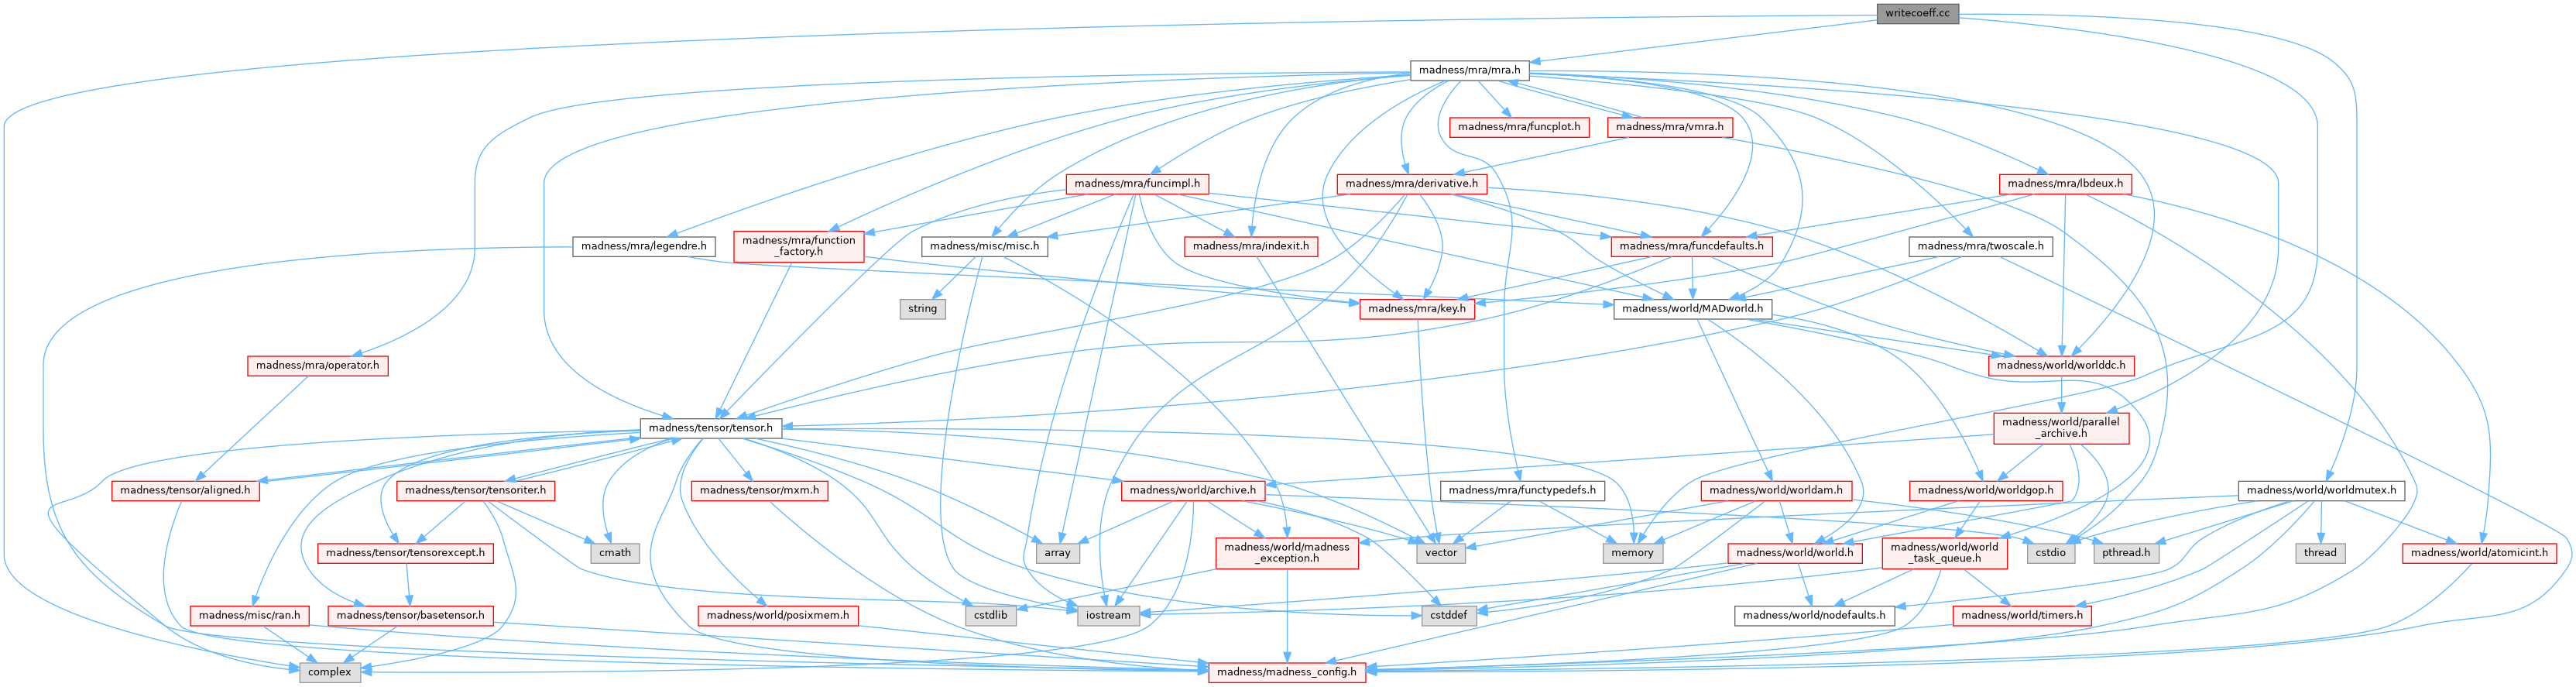 writecoeff.cc
madness/mra/mra.h
madness/mra/funcplot.h
madness/mra/vmra.h
madness/mra/funcimpl.h
madness/mra/derivative.h
madness/mra/lbdeux.h
madness/mra/legendre.h
madness/mra/function
_factory.h
madness/misc/misc.h
madness/mra/indexit.h
madness/mra/funcdefaults.h
madness/mra/twoscale.h
string
madness/mra/key.h
madness/world/MADworld.h
madness/mra/operator.h
madness/world/worlddc.h
madness/tensor/tensor.h
madness/world/parallel
_archive.h
madness/tensor/aligned.h
madness/tensor/tensoriter.h
madness/tensor/mxm.h
madness/world/archive.h
madness/mra/functypedefs.h
madness/world/worldam.h
madness/world/worldgop.h
madness/world/worldmutex.h
madness/tensor/tensorexcept.h
cmath
array
madness/world/madness
_exception.h
vector
memory
madness/world/world.h
madness/world/world
_task_queue.h
cstdio
pthread.h
thread
madness/world/atomicint.h
madness/misc/ran.h
madness/tensor/basetensor.h
madness/world/posixmem.h
cstdlib
iostream
cstddef
madness/world/nodefaults.h
madness/world/timers.h
complex
madness/madness_config.h